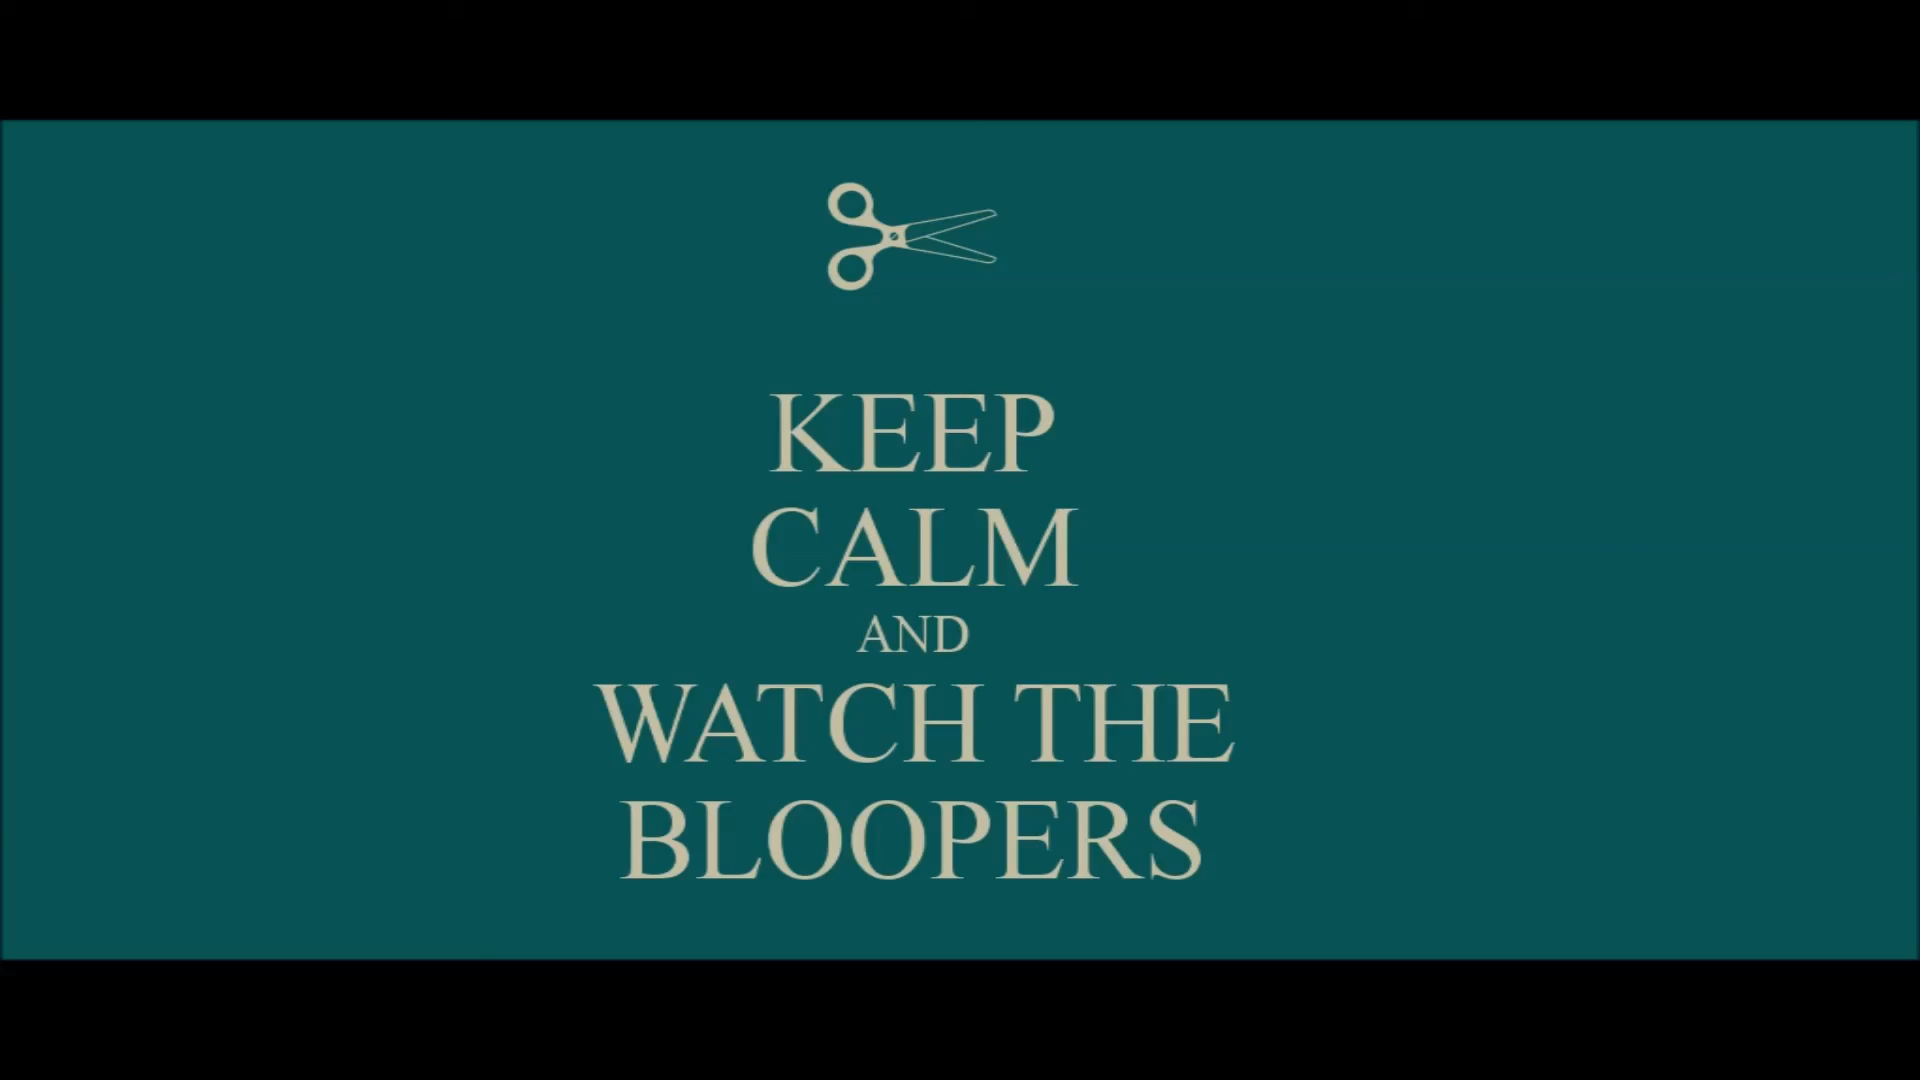 KEEP
CALM
AND
WATCH THE
BLOOPERS